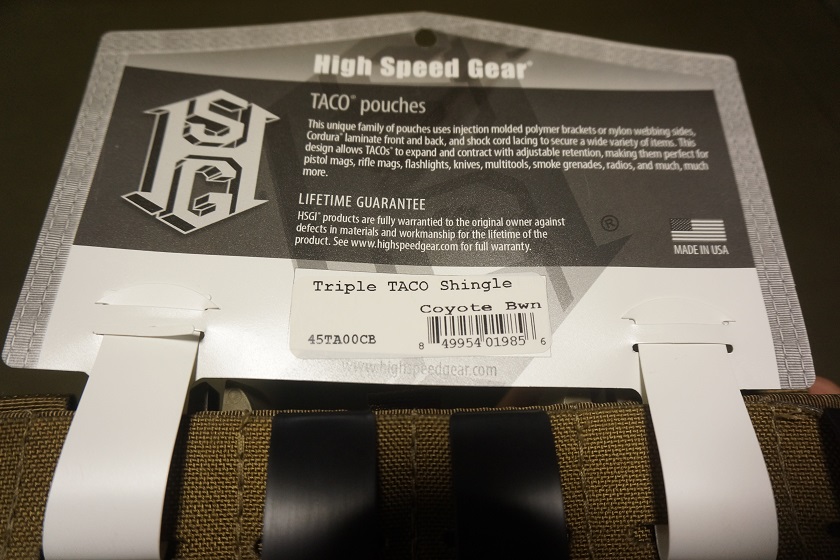 High Speed Gear®
TACO® pouches
This unique family of pouches uses injection molded polymer brackets or nylon webbing sides,
Cordura® laminate front and back, and shock cord lacing to secure a wide variety of items. This
design allows TACOs® to expand and contract with adjustable retention, making them perfect for
pistol mags, rifle mags, flashlights, knives, multitools, smoke grenades, radios, and much, much
more.
HSGI
LIFETIME GUARANTEE
HSGI® products are fully warrantied to the original owner against
defects in materials and workmanship for the lifetime of the
product. See www.highspeedgear.com for full warranty.
®
MADE IN USA
Triple TACO Shingle
Coyote Bwn
45TA00CB
8 49954 01985 6
www.highspeedgear.com